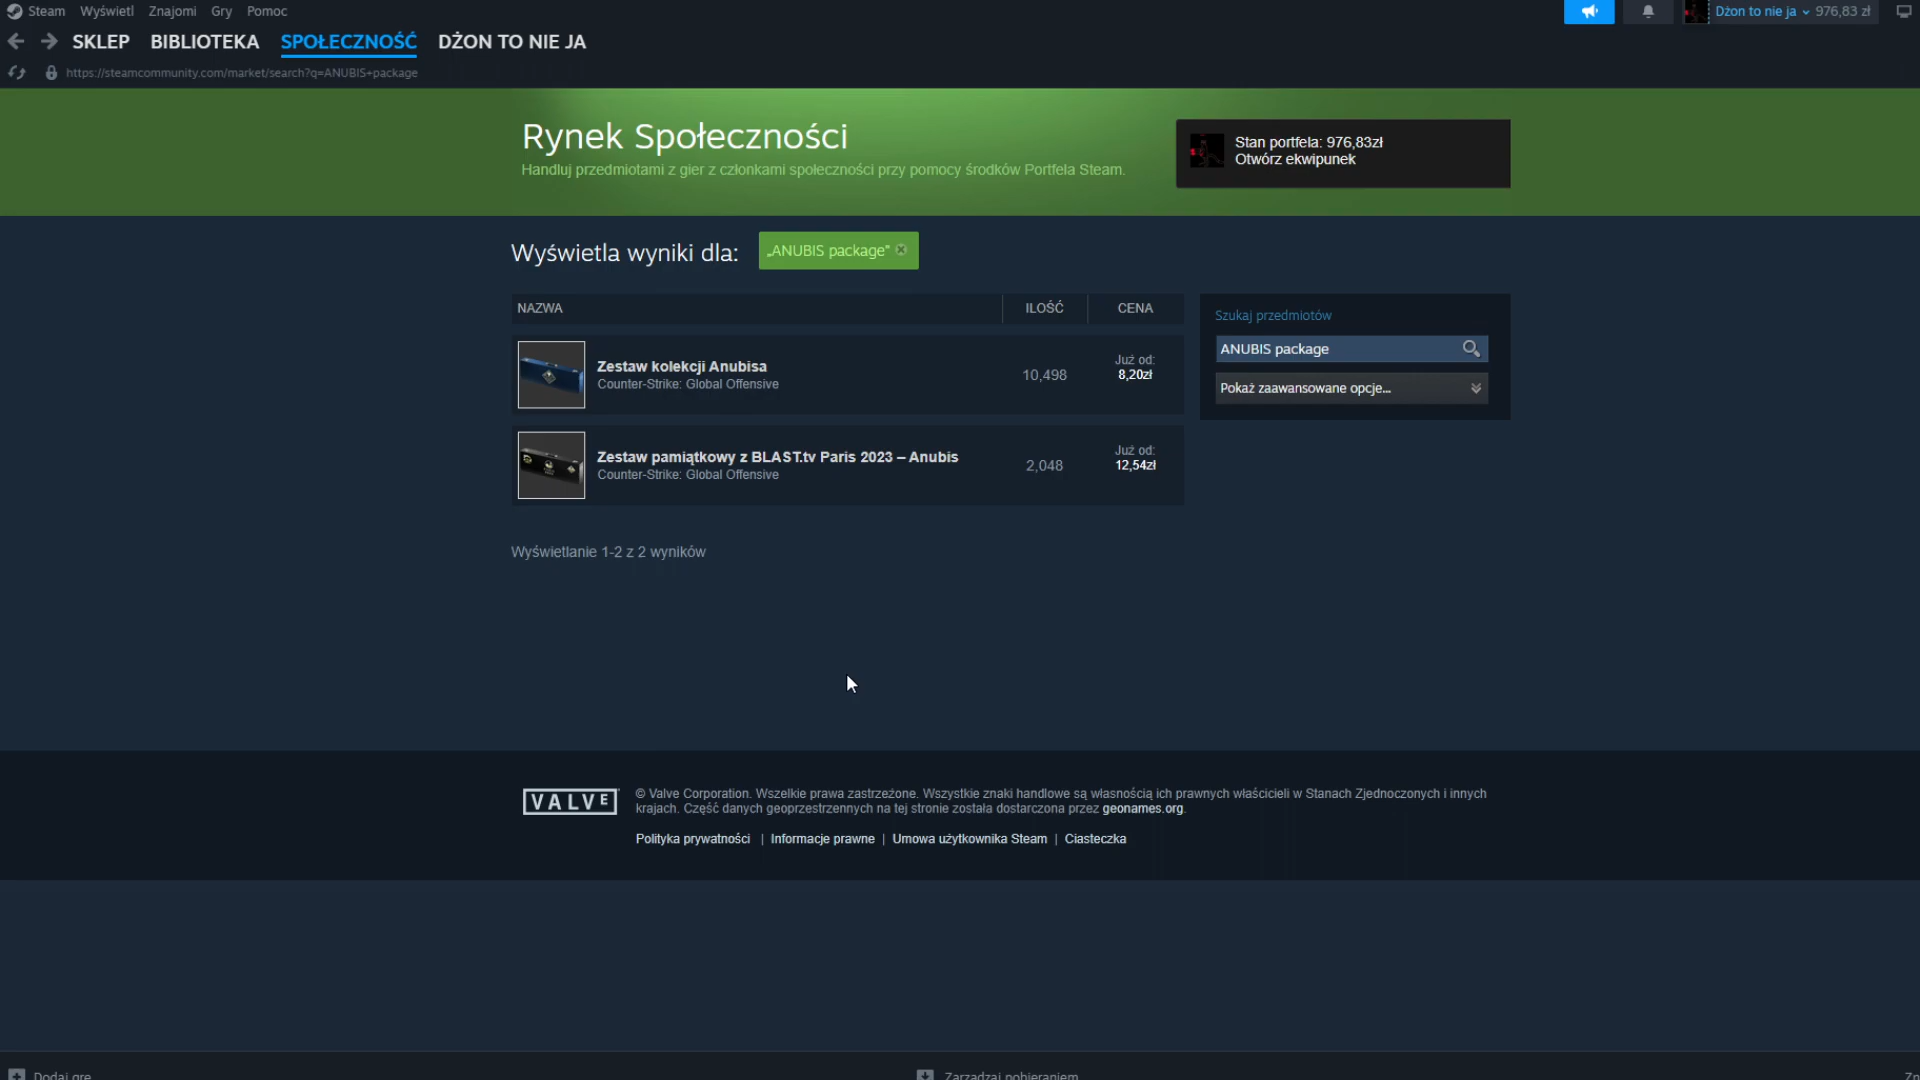 Steam Wyświetl Znajomi Gry Pomoc
Dżon to nie ja 976,83 zł
SKLEP BIBLIOTEKA SPOŁECZNOŚĆ DŻON TO NIE JA
https://steamcommunity.com/market/search?q=ANUBIS+package
Rynek Społeczności
Handluj przedmiotami z gier z członkami społeczności przy pomocy środków Portfela Steam.
Stan portfela: 976,83zł
Otwórz ekwipunek
Wyświetla wyniki dla: „ANUBIS package”
NAZWA ILOŚĆ CENA
Zestaw kolekcji Anubisa
Counter-Strike: Global Offensive
10,498
Już od:
8,20zł
Zestaw pamiątkowy z BLAST.tv Paris 2023 – Anubis
Counter-Strike: Global Offensive
2,048
Już od:
12,54zł
Wyświetlanie 1-2 z 2 wyników
Szukaj przedmiotów
ANUBIS package
Pokaż zaawansowane opcje...
VALVE
© Valve Corporation. Wszelkie prawa zastrzeżone. Wszystkie znaki handlowe są własnością ich prawnych właścicieli w Stanach Zjednoczonych i innych
krajach. Część danych geoprzestrzennych na tej stronie została dostarczona przez geonames.org.
Polityka prywatności | Informacje prawne | Umowa użytkownika Steam | Ciasteczka
Dodaj grę
Zarządzaj pobieraniem